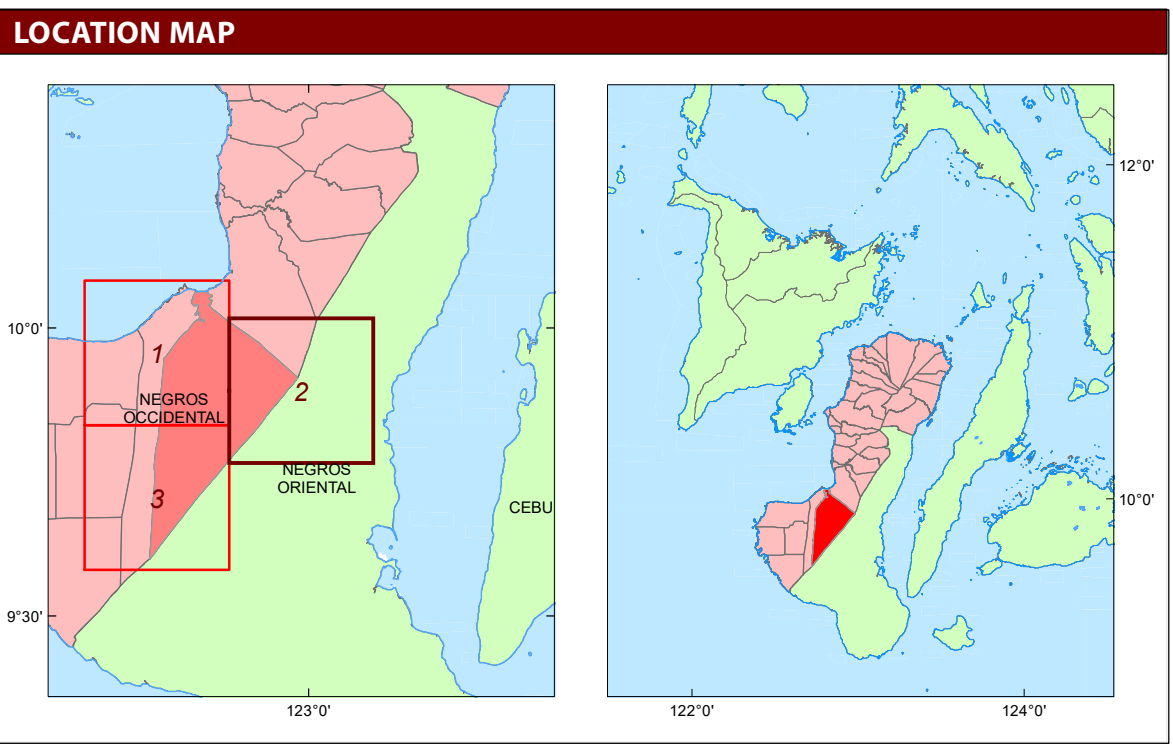 LOCATION MAP
10°0'
9°30'
123°0'
1
2
3
NEGROS
OCCIDENTAL
NEGROS
ORIENTAL
CEBU
12°0'
10°0'
122°0'
124°0'